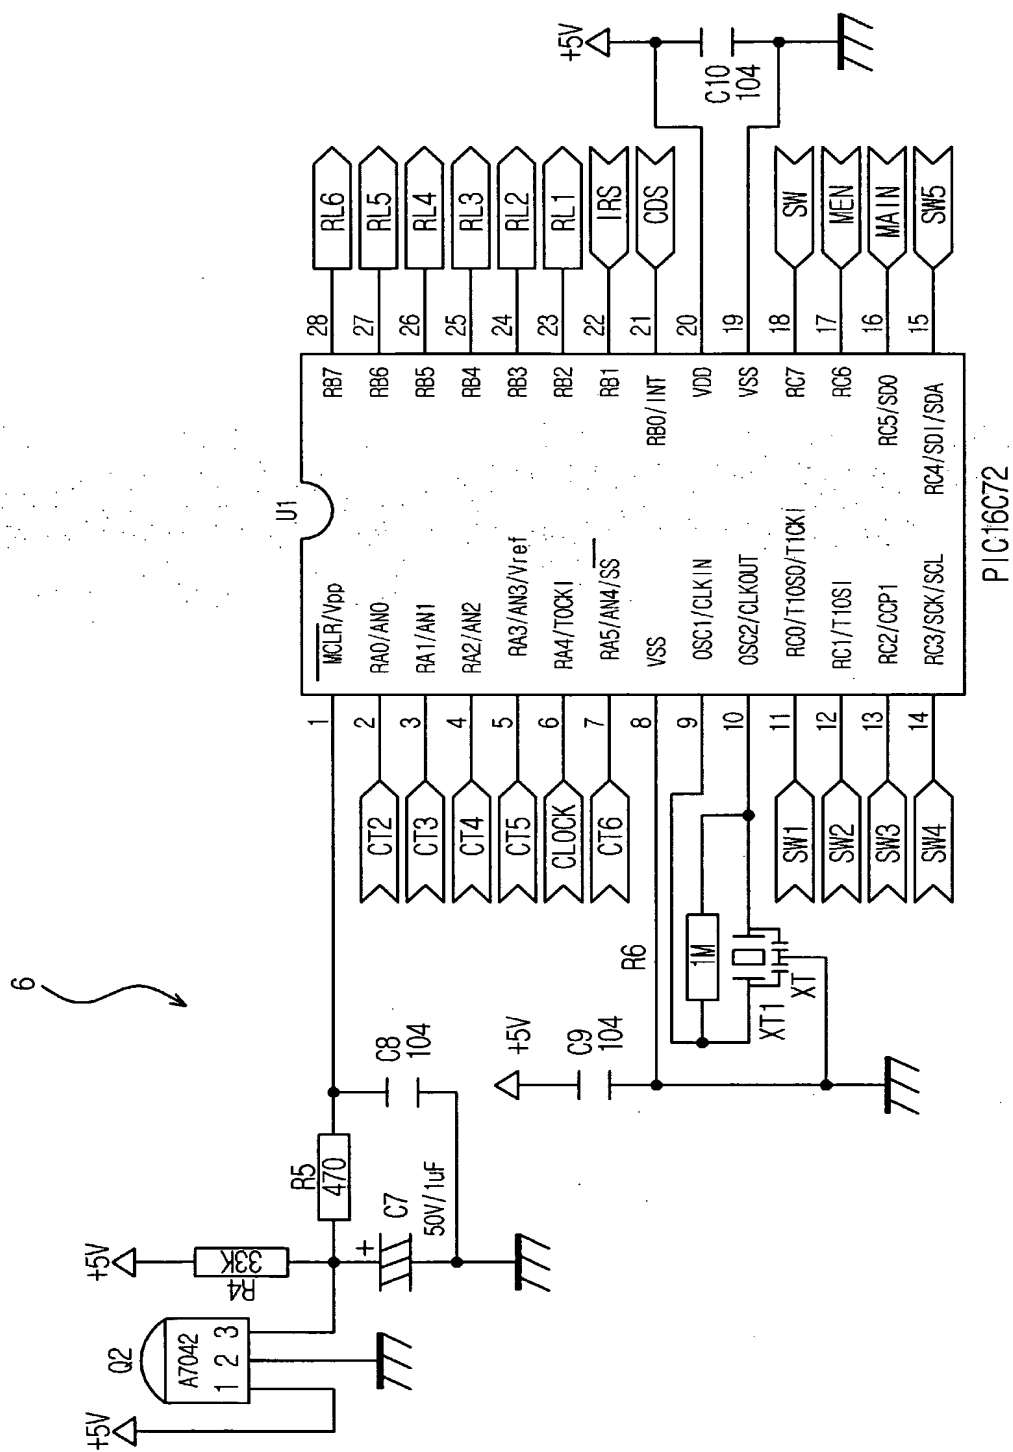 6
+5V
Q2
A7042
1 2 3
+5V
R4
33K
R5
470
+
C7
50V/1uF
C8
104
+5V
C9
104
R6
1M
XT1
XT
U1
PIC16C72
1
MCLR/Vpp
CT2
2
RA0/AN0
CT3
3
RA1/AN1
CT4
4
RA2/AN2
CT5
5
RA3/AN3/Vref
CLOCK
6
RA4/TOCKI
CT6
7
RA5/AN4/SS
8
VSS
9
OSC1/CLKIN
10
OSC2/CLKOUT
SW1
11
RC0/T1OSO/T1CKI
SW2
12
RC1/T1OSI
SW3
13
RC2/CCP1
SW4
14
RC3/SCK/SCL
RB7
28
RL6
RB6
27
RL5
RB5
26
RL4
RB4
25
RL3
RB3
24
RL2
RB2
23
RL1
RB1
22
IRS
RB0/INT
21
CDS
VDD
20
VSS
19
RC7
18
SW
RC6
17
MEN
RC5/SDO
16
MAIN
RC4/SDI/SDA
15
SW5
+5V
C10
104